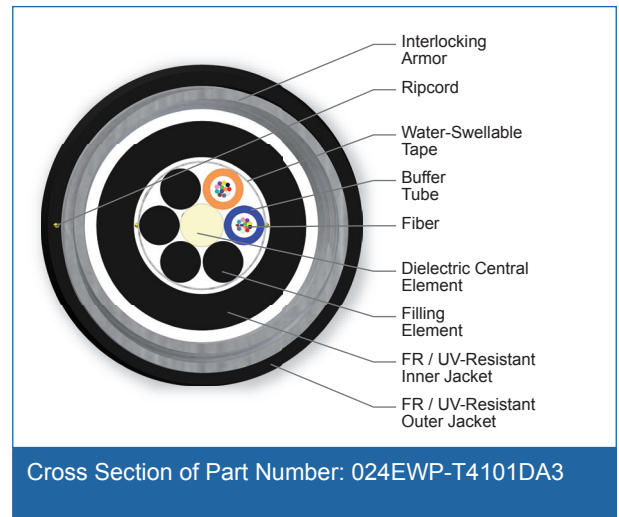 Interlocking
Armor
Ripcord
Water-Swellable
Tape
Buffer
Tube
Fiber
Dielectric Central
Element
Filling
Element
FR / UV-Resistant
Inner Jacket
FR / UV-Resistant
Outer Jacket
Cross Section of Part Number: 024EWP-T4101DA3